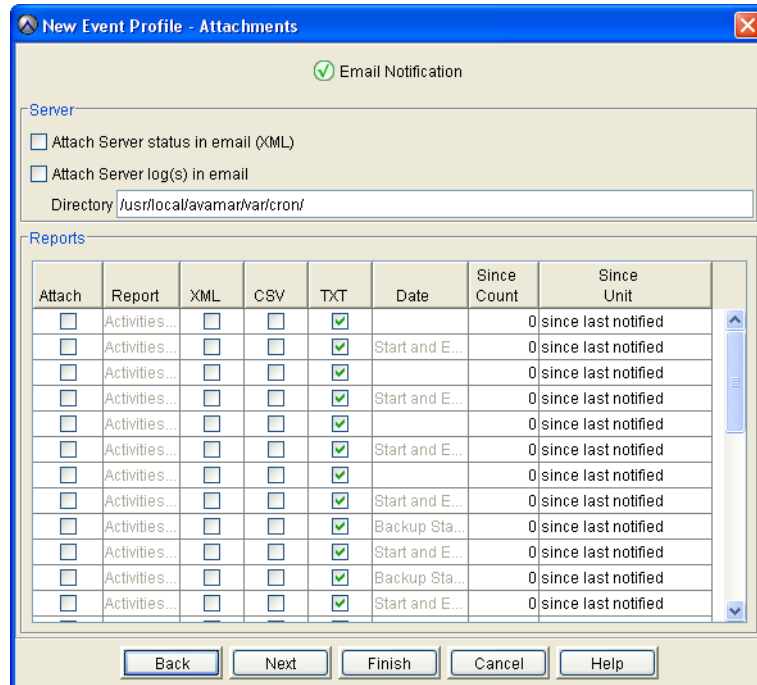 New Event Profile - Attachments
Email Notification
Server
Attach Server status in email (XML)
Attach Server log(s) in email
Directory /usr/local/avamar/var/cron/
Reports
Attach Report XML CSV TXT Date Since Count Since Unit
Activities... 0 since last notified
Activities... Start and E... 0 since last notified
Activities... 0 since last notified
Activities... Start and E... 0 since last notified
Activities... 0 since last notified
Activities... Start and E... 0 since last notified
Activities... 0 since last notified
Activities... Start and E... 0 since last notified
Activities... Backup Sta... 0 since last notified
Activities... Start and E... 0 since last notified
Activities... Backup Sta... 0 since last notified
Activities... Start and E... 0 since last notified
Back Next Finish Cancel Help